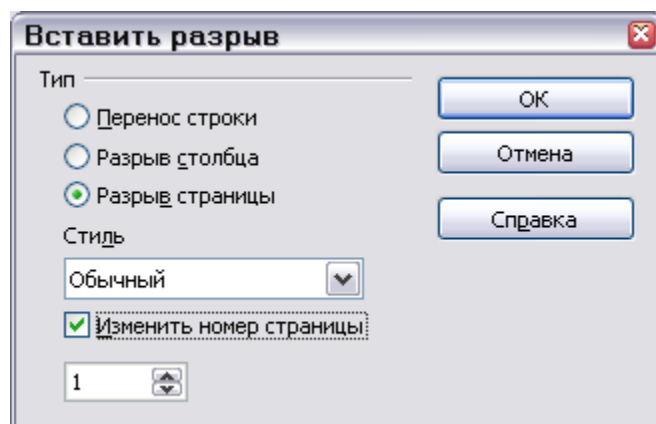 Вставить разрыв
Тип
Перенос строки
Разрыв столбца
Разрыв страницы
Стиль
Обычный
Изменить номер страницы
1
ОК
Отмена
Справка